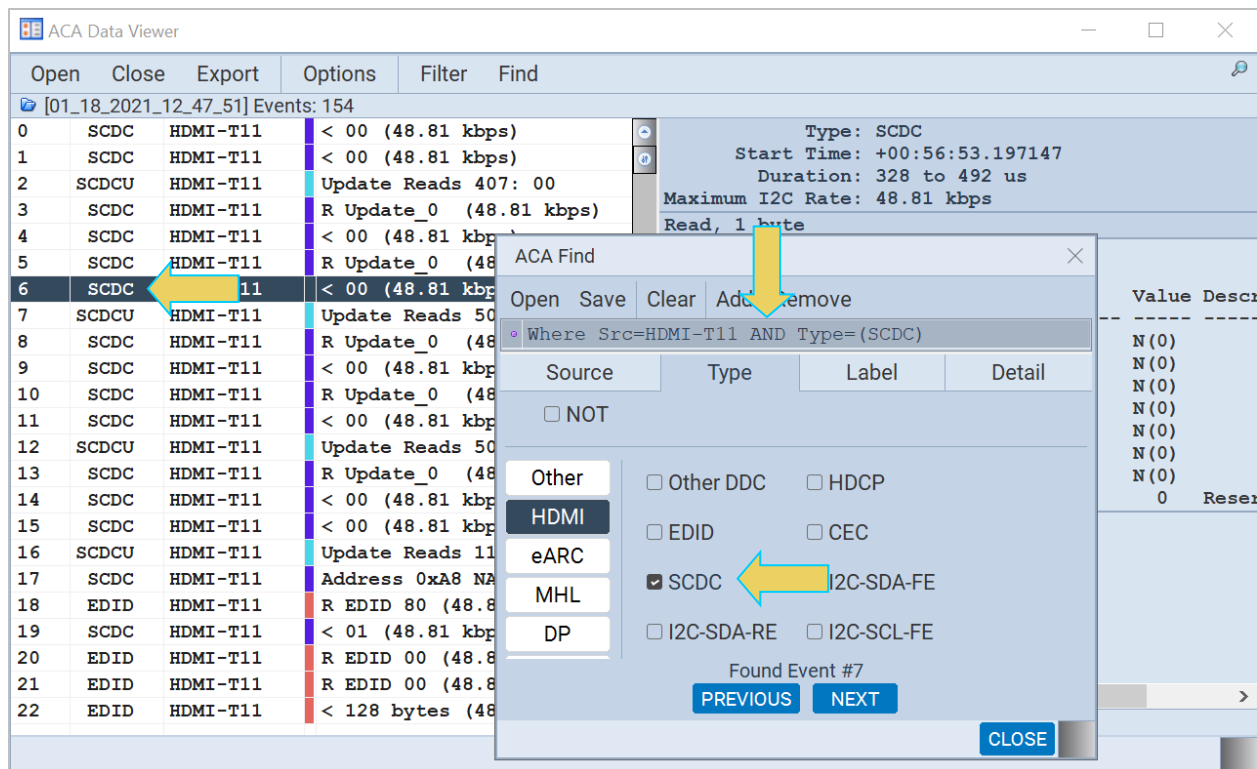 ACA Data Viewer
Open Close Export Options Filter Find
[01_18_2021_12_47_51] Events: 154
0 SCDC HDMI-T11 < 00 (48.81 kbps)
1 SCDC HDMI-T11 < 00 (48.81 kbps)
2 SCDCU HDMI-T11 Update Reads 407: 00
3 SCDC HDMI-T11 R Update_0 (48.81 kbps)
4 SCDC HDMI-T11 < 00 (48.81 kbp
5 SCDC HDMI-T11 R Update_0 (48
6 SCDC 11 < 00 (48.81 kbp
7 SCDCU HDMI-T11 Update Reads 50
8 SCDC HDMI-T11 R Update_0 (48
9 SCDC HDMI-T11 < 00 (48.81 kbp
10 SCDC HDMI-T11 R Update_0 (48
11 SCDC HDMI-T11 < 00 (48.81 kbp
12 SCDCU HDMI-T11 Update Reads 50
13 SCDC HDMI-T11 R Update_0 (48
14 SCDC HDMI-T11 < 00 (48.81 kbp
15 SCDC HDMI-T11 < 00 (48.81 kbp
16 SCDCU HDMI-T11 Update Reads 11
17 SCDC HDMI-T11 Address 0xA8 NA
18 EDID HDMI-T11 R EDID 80 (48.8
19 SCDC HDMI-T11 < 01 (48.81 kbp
20 EDID HDMI-T11 R EDID 00 (48.8
21 EDID HDMI-T11 R EDID 00 (48.8
22 EDID HDMI-T11 < 128 bytes (48
Type: SCDC
Start Time: +00:56:53.197147
Duration: 328 to 492 us
Maximum I2C Rate: 48.81 kbps
Read, 1 byte
Value Descr
-- ----- -----
N(0)
N(0)
N(0)
N(0)
N(0)
N(0)
N(0)
0 Reser
ACA Find
Open Save Clear Add Remove
Where Src=HDMI-T11 AND Type=(SCDC)
Source Type Label Detail
NOT
Other
HDMI
eARC
MHL
DP
Other DDC HDCP
EDID CEC
SCDC I2C-SDA-FE
I2C-SDA-RE I2C-SCL-FE
Found Event #7
PREVIOUS NEXT
CLOSE